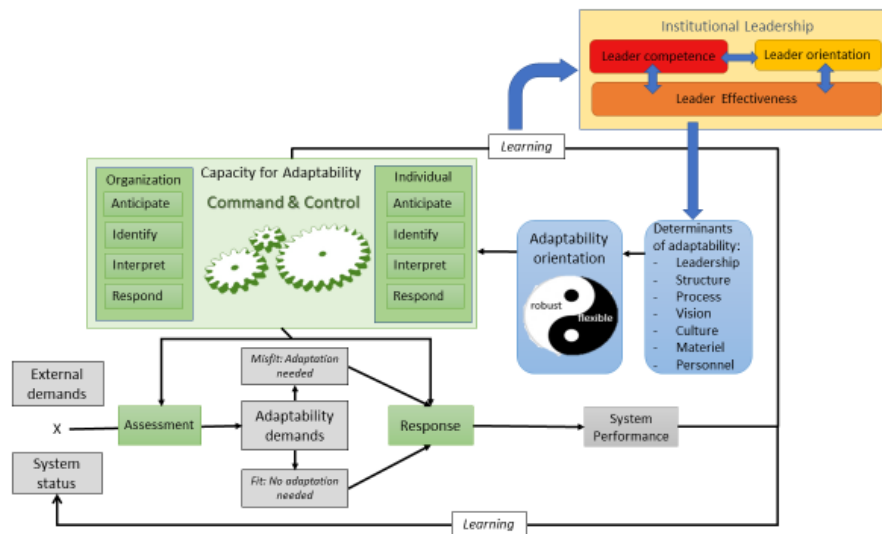 Institutional Leadership
Leader competence
Leader orientation
Leader Effectiveness
Learning
Capacity for Adaptability
Command & Control
Organization
Anticipate
Identify
Interpret
Respond
Individual
Anticipate
Identify
Interpret
Respond
Adaptability
orientation
robust
flexible
Determinants
of adaptability:
- Leadership
- Structure
- Process
- Vision
- Culture
- Materiel
- Personnel
External
demands
X
System
status
Assessment
Misfit: Adaptation
needed
Adaptability
demands
Fit: No adaptation
needed
Response
System
Performance
Learning